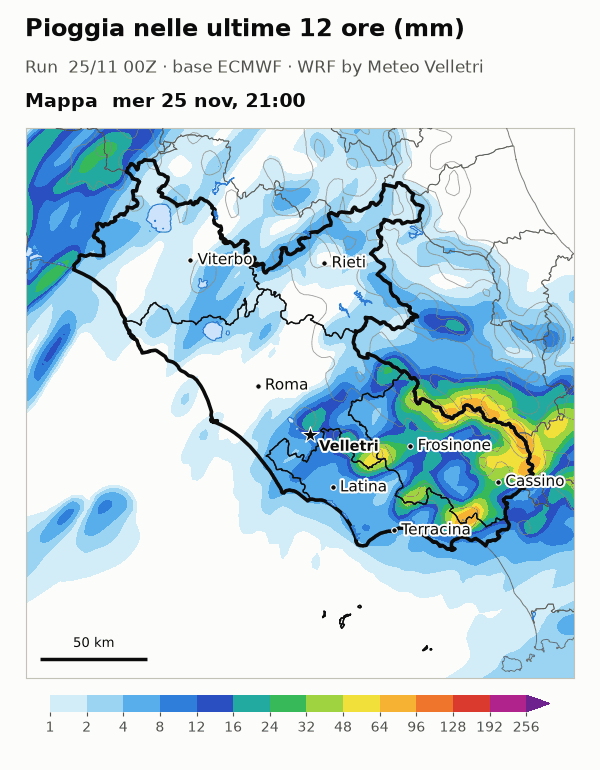 Pioggia nelle ultime 12 ore (mm)
Run  25/11 00Z · base ECMWF · WRF by Meteo Velletri
Mappa  mer 25 nov, 21:00
Viterbo
Rieti
Roma
Velletri
Frosinone
Cassino
Latina
Terracina
50 km
1 2 4 8 12 16 24 32 48 64 96 128 192 256